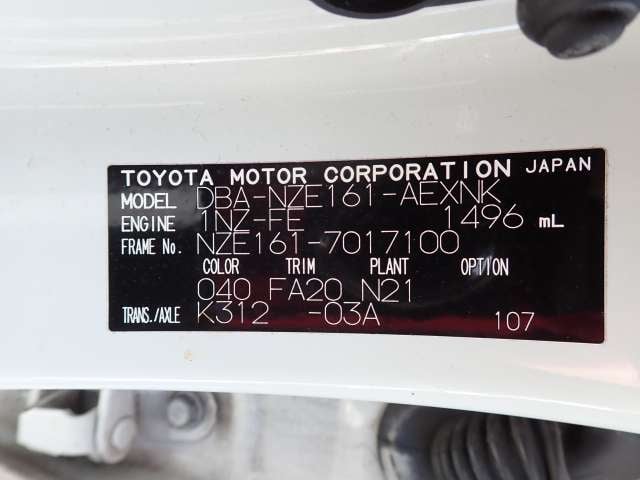 TOYOTA MOTOR CORPORATION JAPAN
MODEL DBA-NZE161-AEXNK
ENGINE 1NZ-FE 1496 mL
FRAME No. NZE161-7017100
COLOR TRIM PLANT OPTION
040 FA20 N21
TRANS./AXLE K312 -03A 107